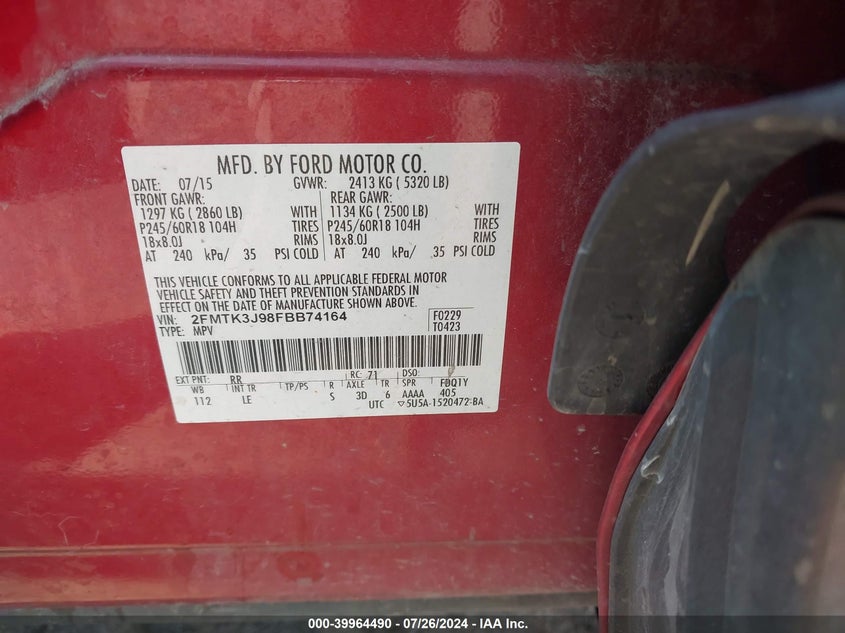 MFD. BY FORD MOTOR CO.
DATE: 07/15 GVWR: 2413 KG ( 5320 LB)
FRONT GAWR: REAR GAWR:
1297 KG ( 2860 LB) WITH 1134 KG ( 2500 LB) WITH
P245/60R18 104H TIRES P245/60R18 104H TIRES
18x8.0J RIMS 18x8.0J RIMS
AT 240 kPa/ 35 PSI COLD AT 240 kPa/ 35 PSI COLD
THIS VEHICLE CONFORMS TO ALL APPLICABLE FEDERAL MOTOR
VEHICLE SAFETY AND THEFT PREVENTION STANDARDS IN
EFFECT ON THE DATE OF MANUFACTURE SHOWN ABOVE.
VIN: 2FMTK3J98FBB74164 F0229
TYPE: MPV T0423
EXT PNT: RR RC: 71 DSO:
WB INT TR TP/PS R AXLE TR SPR FDQ1Y
112 LE S 3D 6 AAAA 405
UTC ▽5U5A-1520472-BA
000-39964490 / 07/26/2024 - IAA Inc.